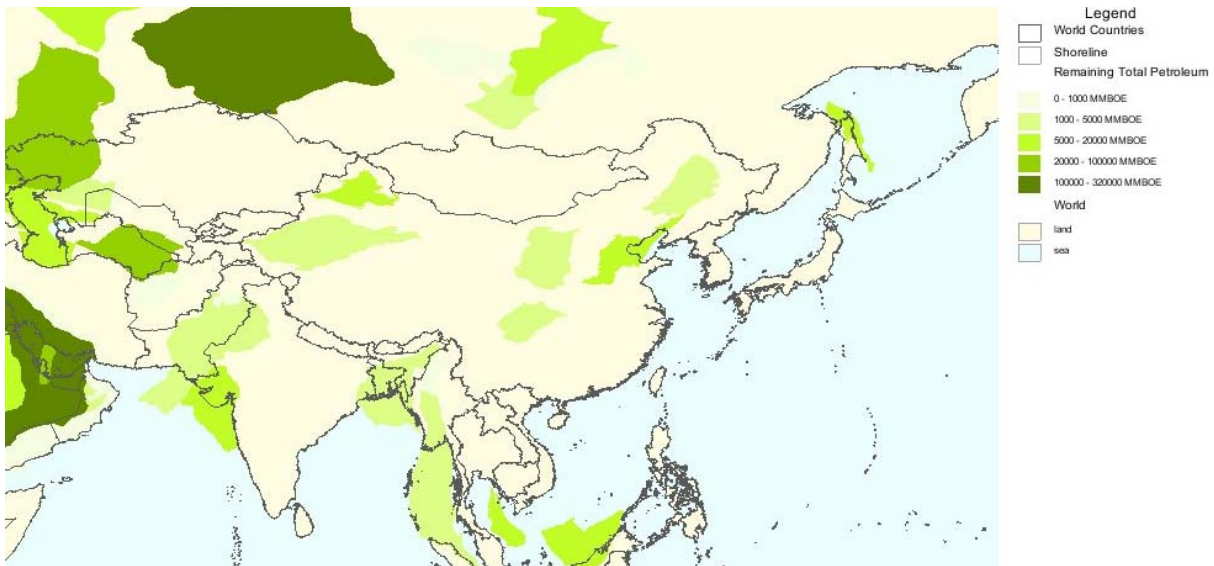 Legend
World Countries
Shoreline
Remaining Total Petroleum
0 - 1000 MMBOE
1000 - 5000 MMBOE
5000 - 20000 MMBOE
20000 - 100000 MMBOE
100000 - 320000 MMBOE
World
land
sea